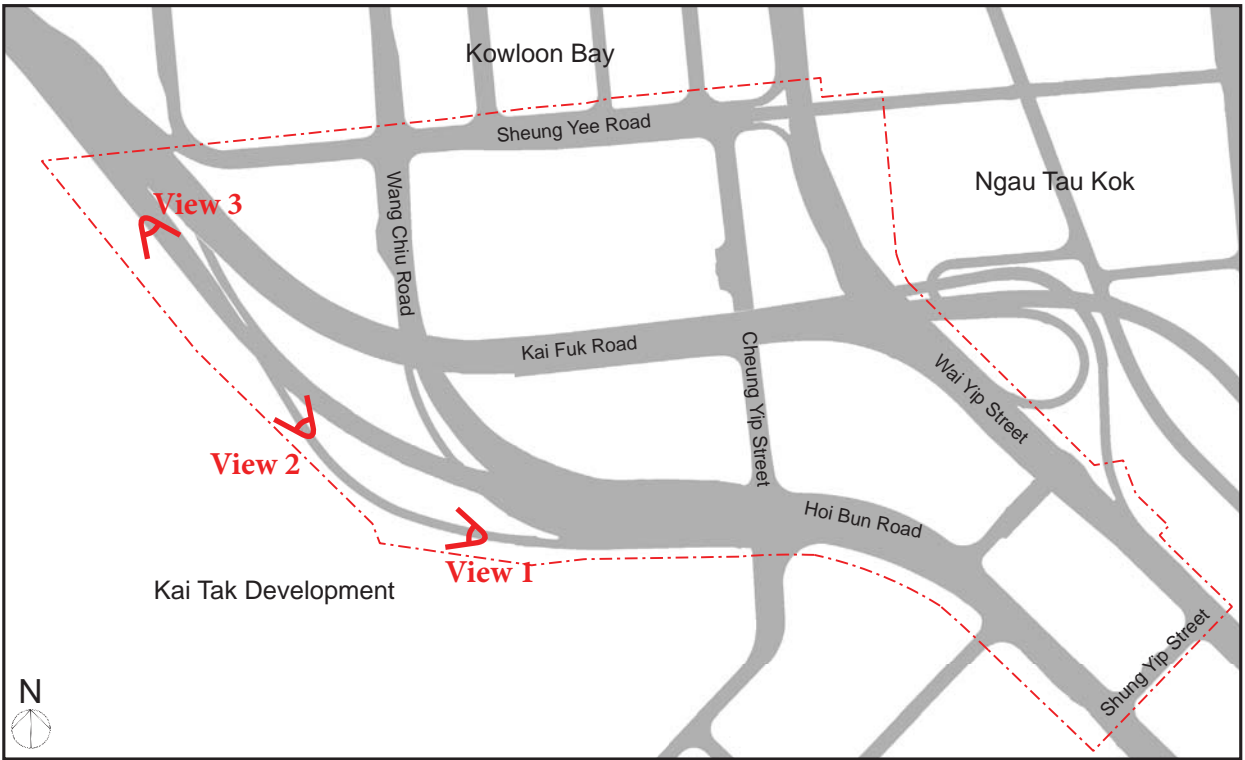 Kowloon Bay
Sheung Yee Road
Ngau Tau Kok
View 3
Wang Chiu Road
Kai Fuk Road
Cheung Yip Street
Wai Yip Street
View 2
Hoi Bun Road
View 1
Kai Tak Development
Shung Yip Street
N